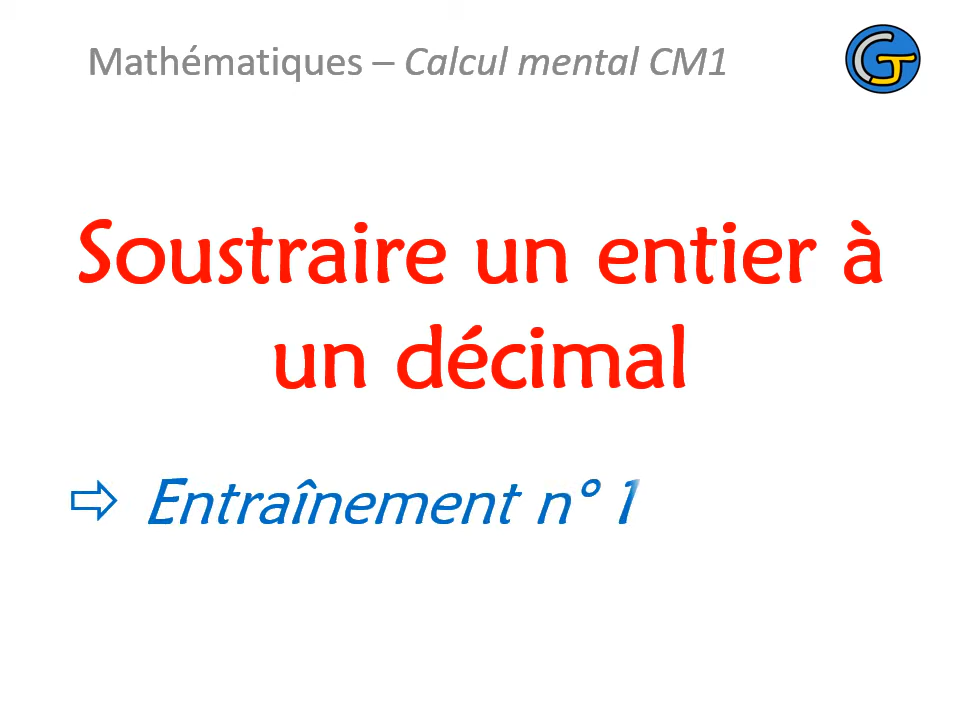 Mathématiques – Calcul mental CM1
Soustraire un entier à
un décimal
⇨ Entraînement n° 1